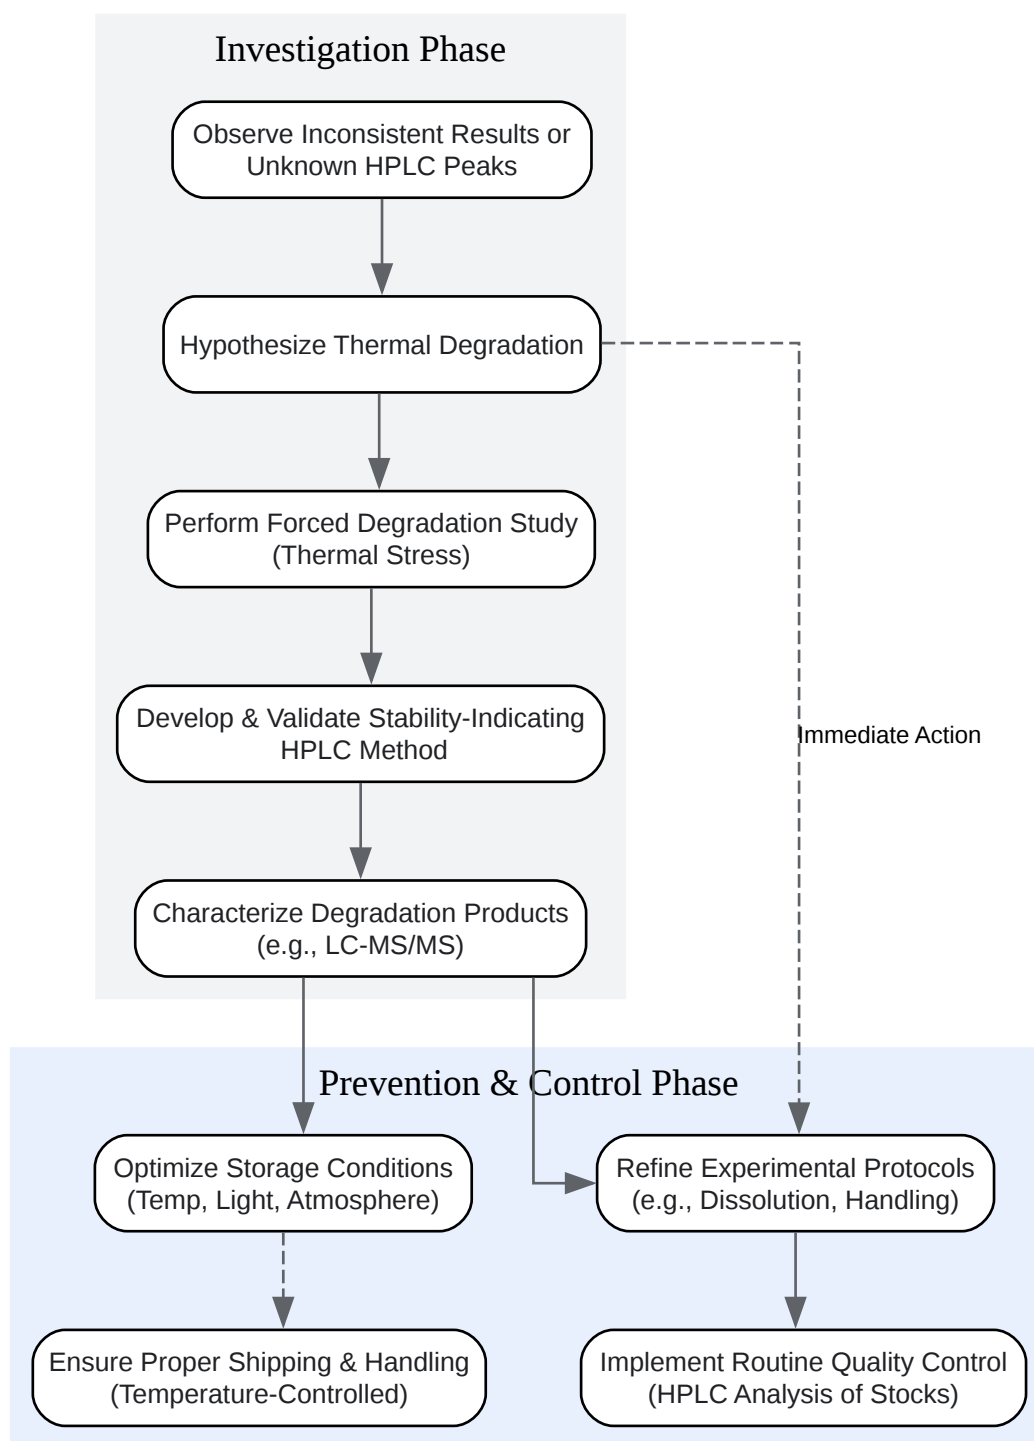 Investigation Phase
Observe Inconsistent Results or
Unknown HPLC Peaks
Hypothesize Thermal Degradation
Perform Forced Degradation Study
(Thermal Stress)
Develop & Validate Stability-Indicating
HPLC Method
Immediate Action
Characterize Degradation Products
(e.g., LC-MS/MS)
Prevention & Control Phase
Optimize Storage Conditions
(Temp, Light, Atmosphere)
Refine Experimental Protocols
(e.g., Dissolution, Handling)
Ensure Proper Shipping & Handling
(Temperature-Controlled)
Implement Routine Quality Control
(HPLC Analysis of Stocks)